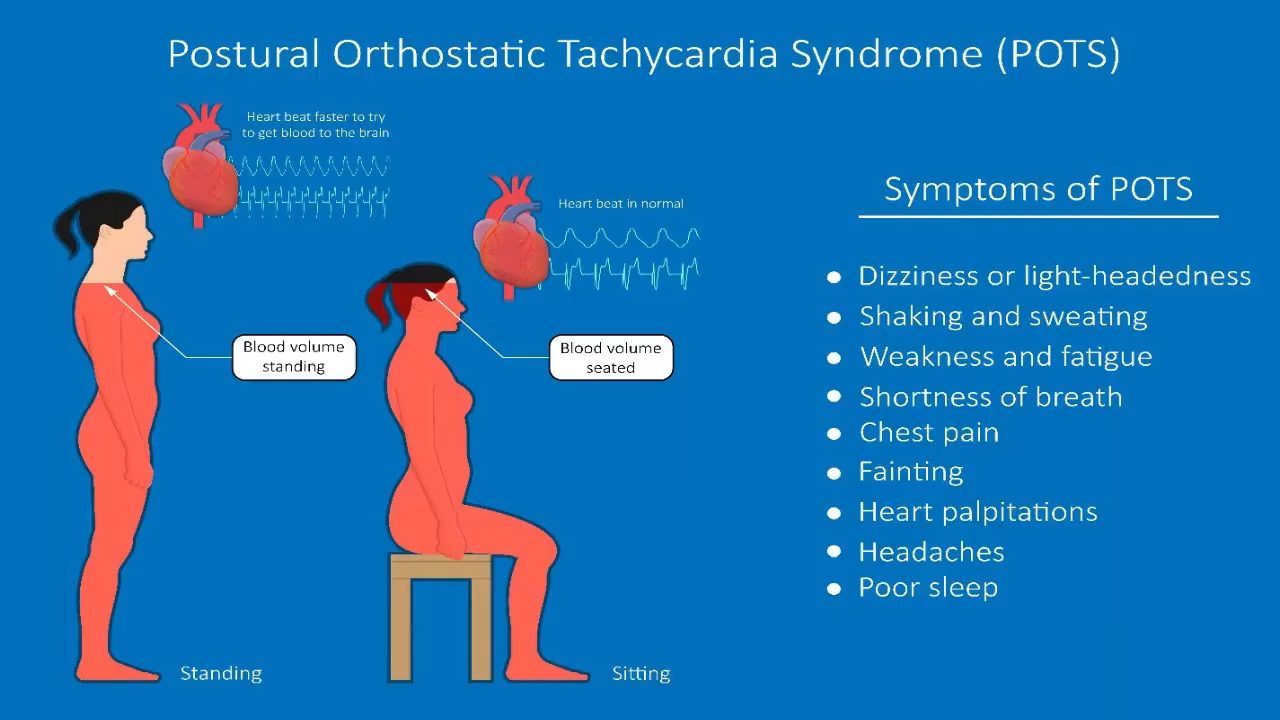 Postural Orthostatic Tachycardia Syndrome (POTS)
Heart beat faster to try
to get blood to the brain
Heart beat in normal
Blood volume
standing
Blood volume
seated
Standing
Sitting
Symptoms of POTS
Dizziness or light-headedness
Shaking and sweating
Weakness and fatigue
Shortness of breath
Chest pain
Fainting
Heart palpitations
Headaches
Poor sleep